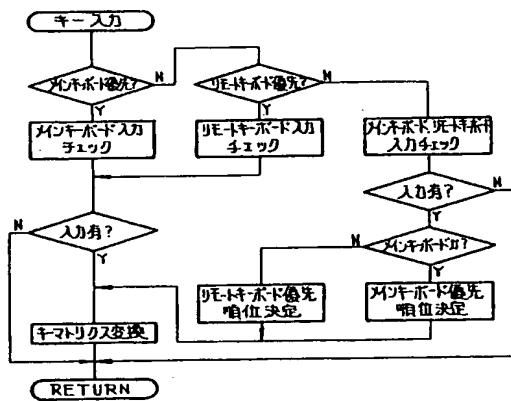 キー入力
メインキーボード優先?
N
Y
リモートキーボード優先?
N
Y
メインキーボード入力
チェック
リモートキーボード入力
チェック
メインキーボード,リモートキーボード
入力チェック
入力有?
N
Y
入力有?
N
Y
メインキーボードカ?
N
Y
リモートキーボード優先
順位決定
メインキーボード優先
順位決定
キーマトリクス変換
RETURN